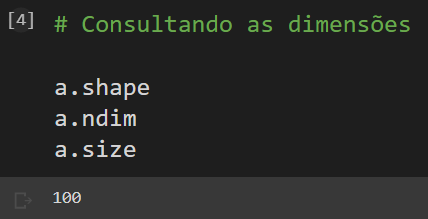 [4] # Consultando as dimensões
a.shape
a.ndim
a.size
100